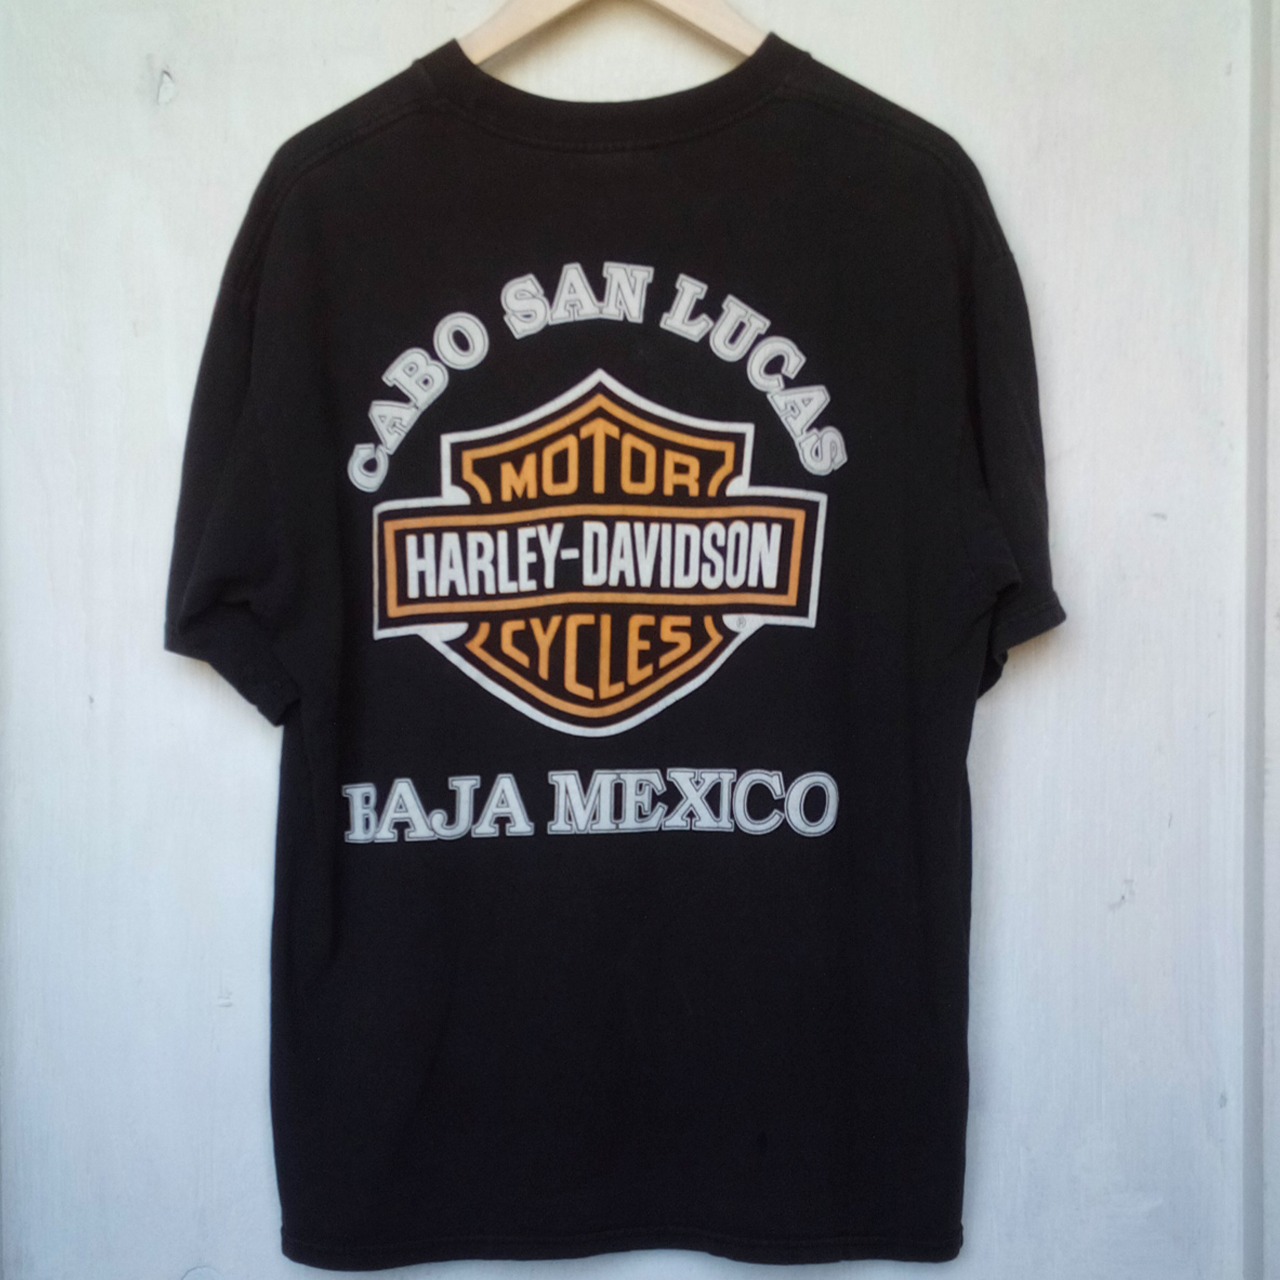 CABO SAN LUCAS
MOTOR
HARLEY-DAVIDSON
CYCLES
®
BAJA MEXICO